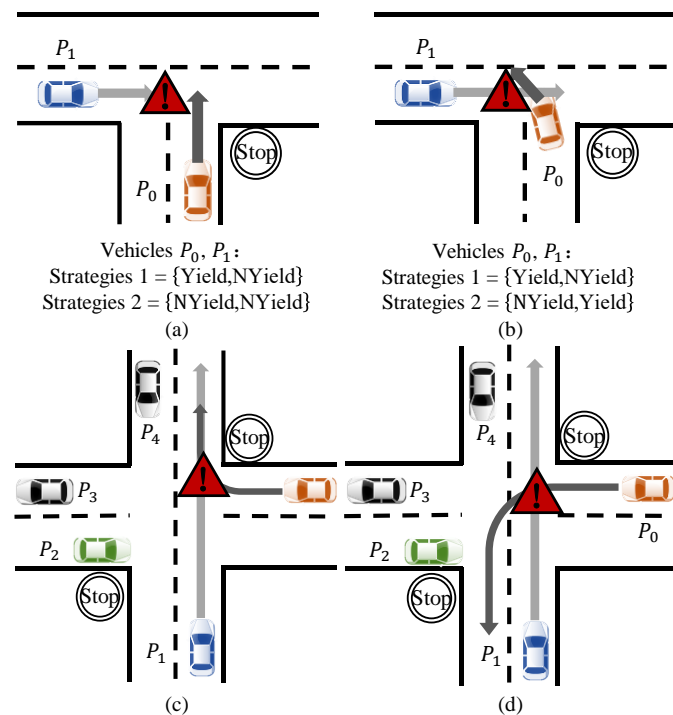 P₁
Stop
P₀
Vehicles P₀, P₁:
Strategies 1 = {Yield,NYield}
Strategies 2 = {NYield,NYield}
(a)
P₁
Stop
P₀
Vehicles P₀, P₁:
Strategies 1 = {Yield,NYield}
Strategies 2 = {NYield,Yield}
(b)
P₄
Stop
P₃
P₂
Stop
P₁
(c)
P₄
Stop
P₃
P₀
P₂
Stop
P₁
(d)